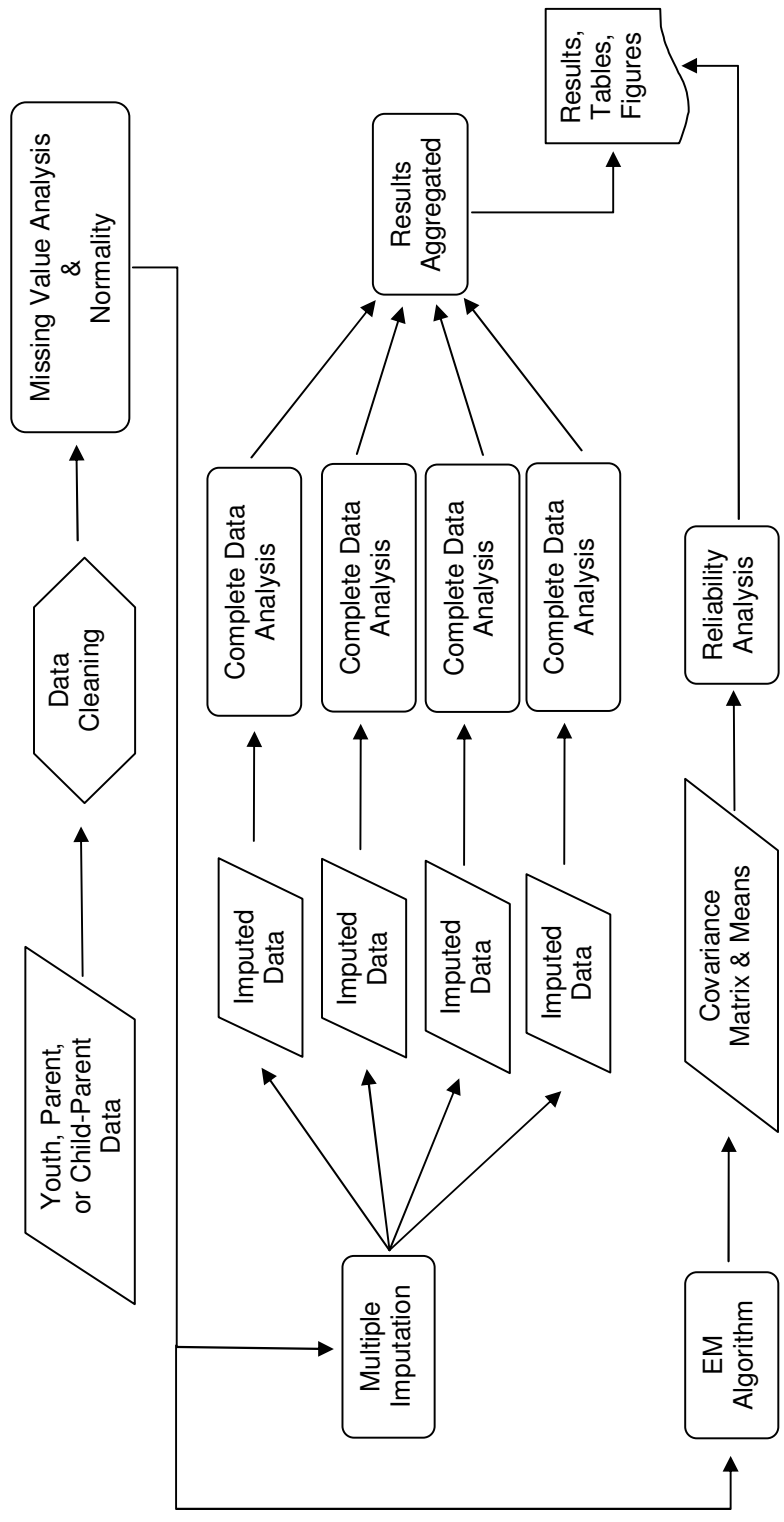 Youth, Parent,
or Child-Parent
Data
Data
Cleaning
Missing Value Analysis
&
Normality
Multiple
Imputation
Imputed
Data
Imputed
Data
Imputed
Data
Imputed
Data
Complete Data
Analysis
Complete Data
Analysis
Complete Data
Analysis
Complete Data
Analysis
Results
Aggregated
Results,
Tables,
Figures
EM
Algorithm
Covariance
Matrix & Means
Reliability
Analysis